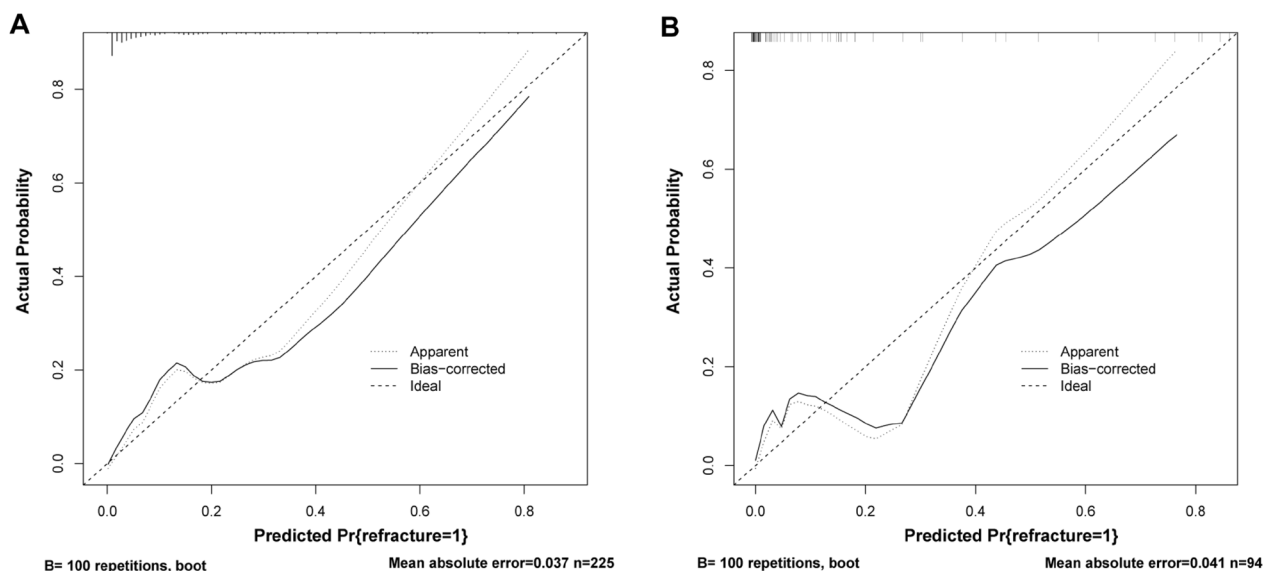 A
Actual Probability
0.8
0.6
0.4
0.2
0.0
Apparent
Bias-corrected
Ideal
0.0 0.2 0.4 0.6 0.8
Predicted Pr{refracture=1}
B= 100 repetitions, boot
Mean absolute error=0.037 n=225
B
Actual Probability
0.8
0.6
0.4
0.2
0.0
Apparent
Bias-corrected
Ideal
0.0 0.2 0.4 0.6 0.8
Predicted Pr{refracture=1}
B= 100 repetitions, boot
Mean absolute error=0.041 n=94